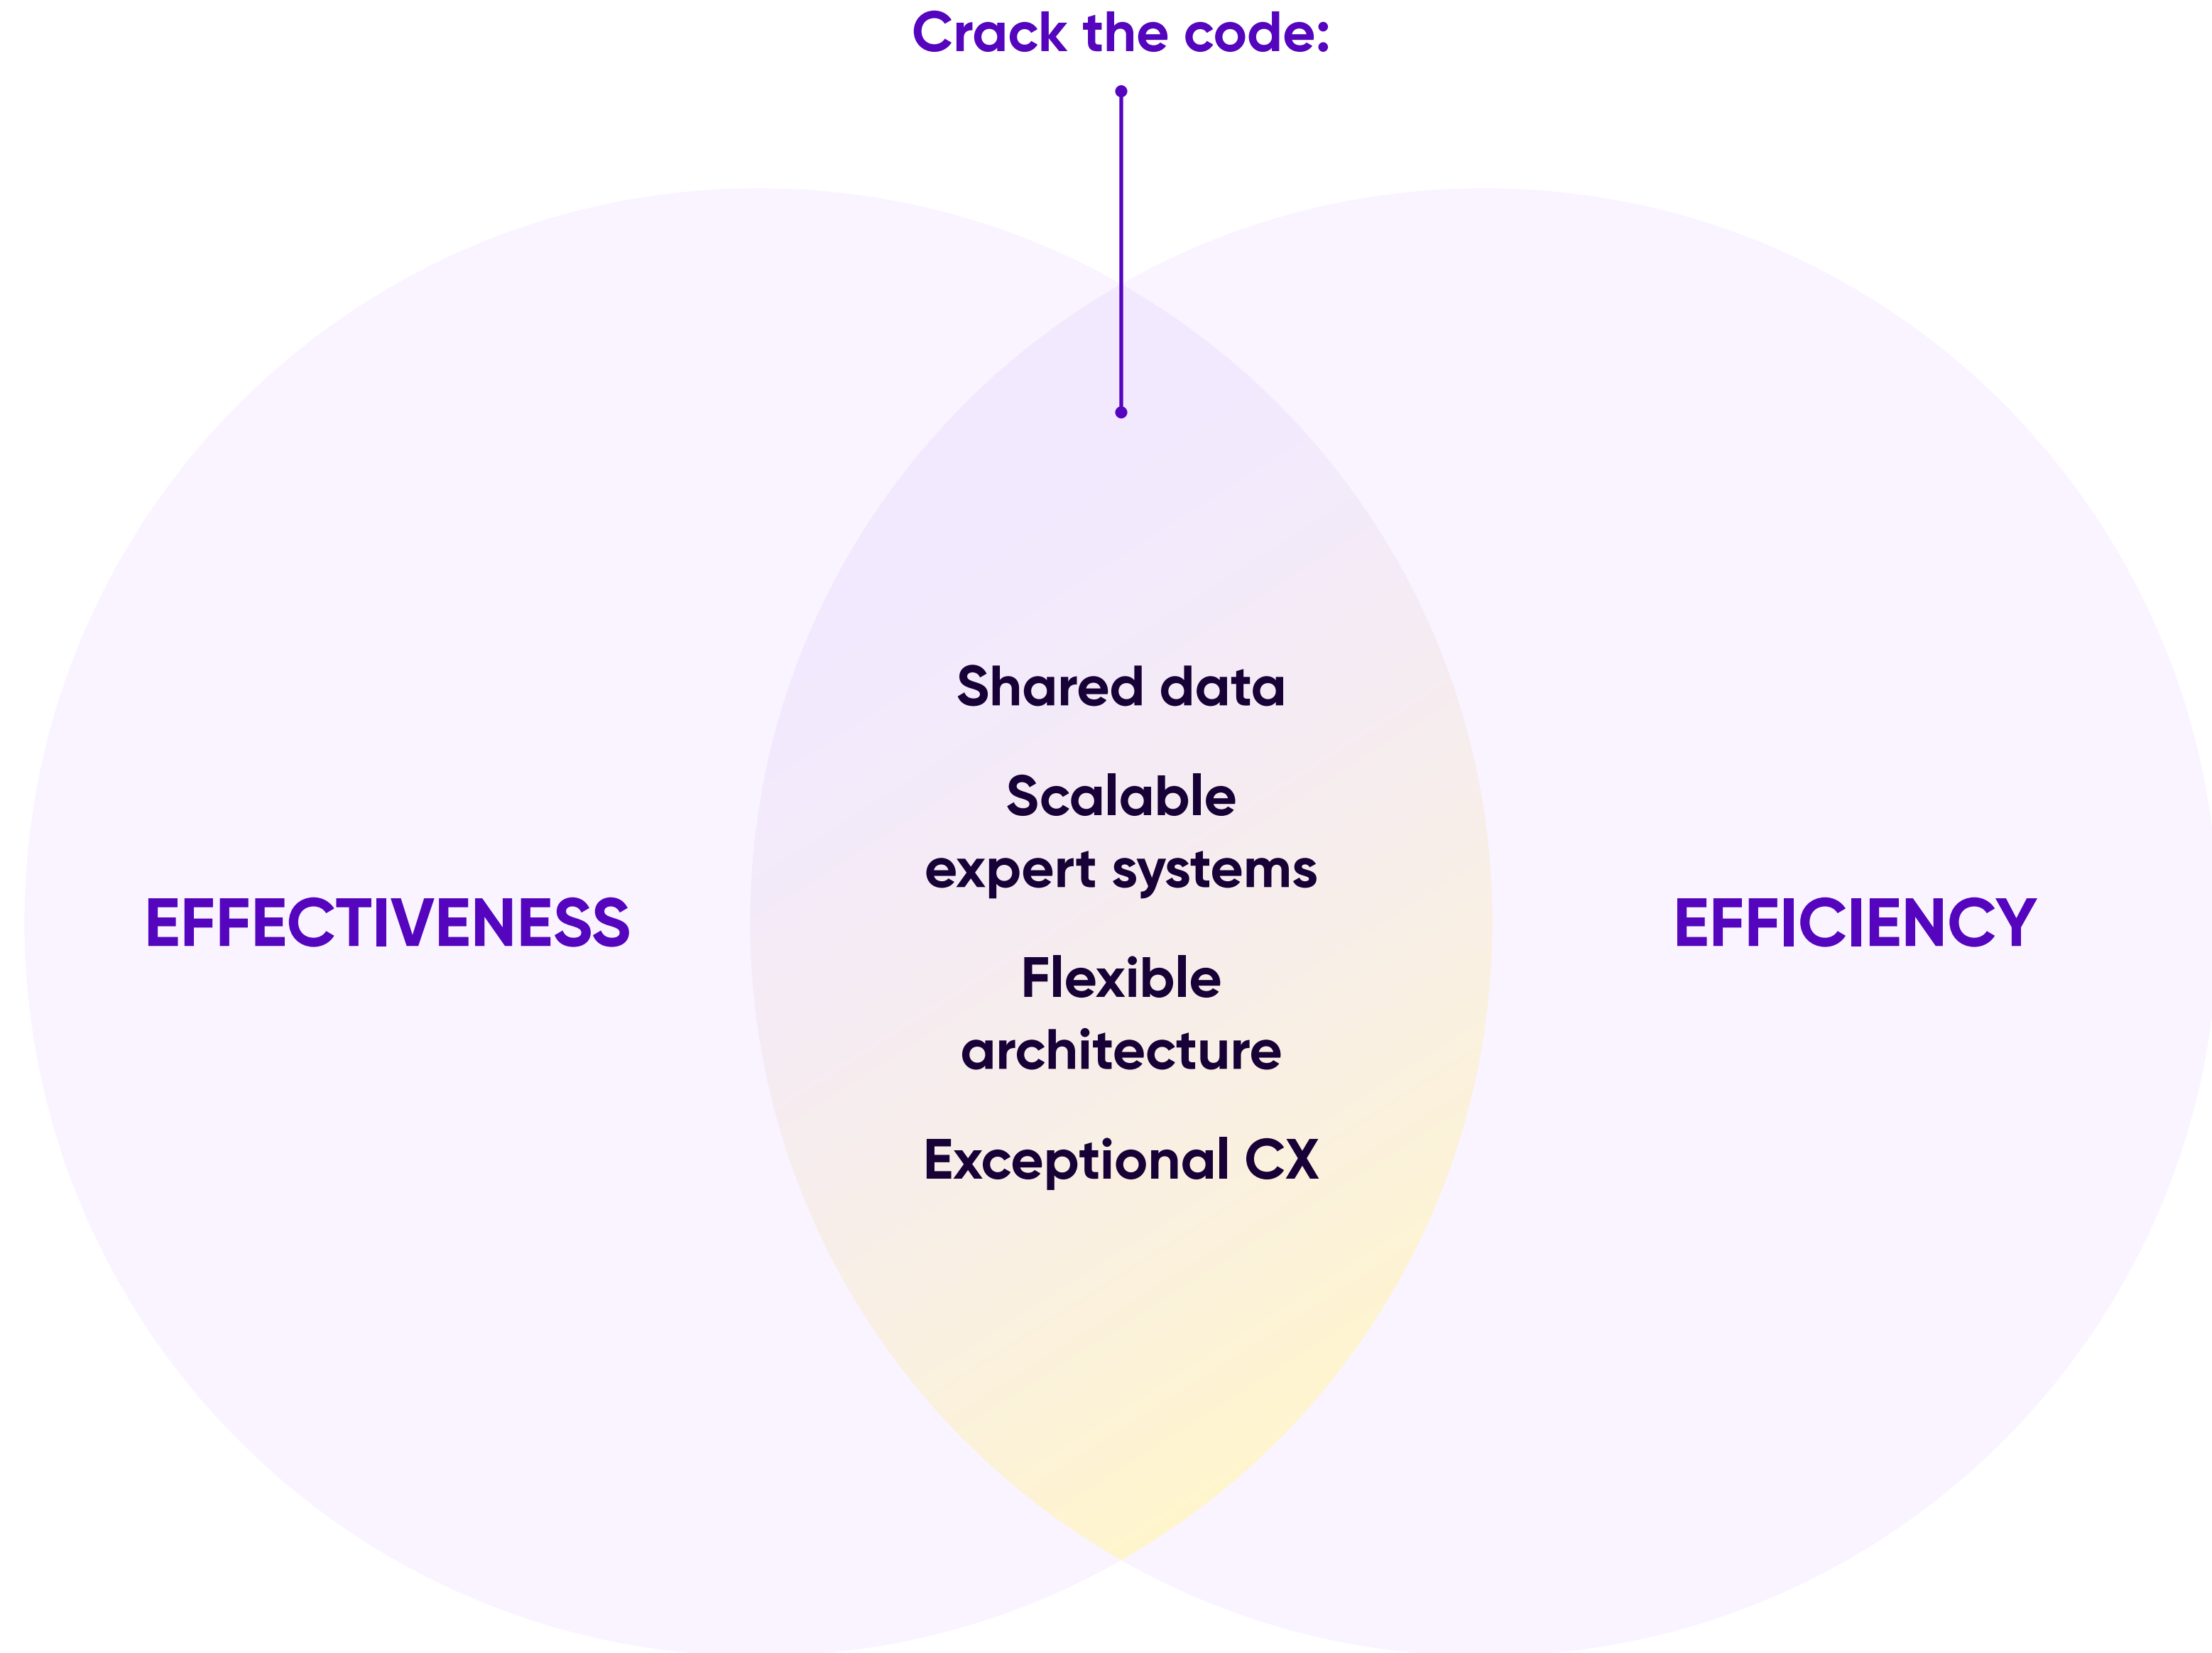 Crack the code:
Shared data
Scalable
expert systems
EFFECTIVENESS
EFFICIENCY
Flexible
architecture
Exceptional CX